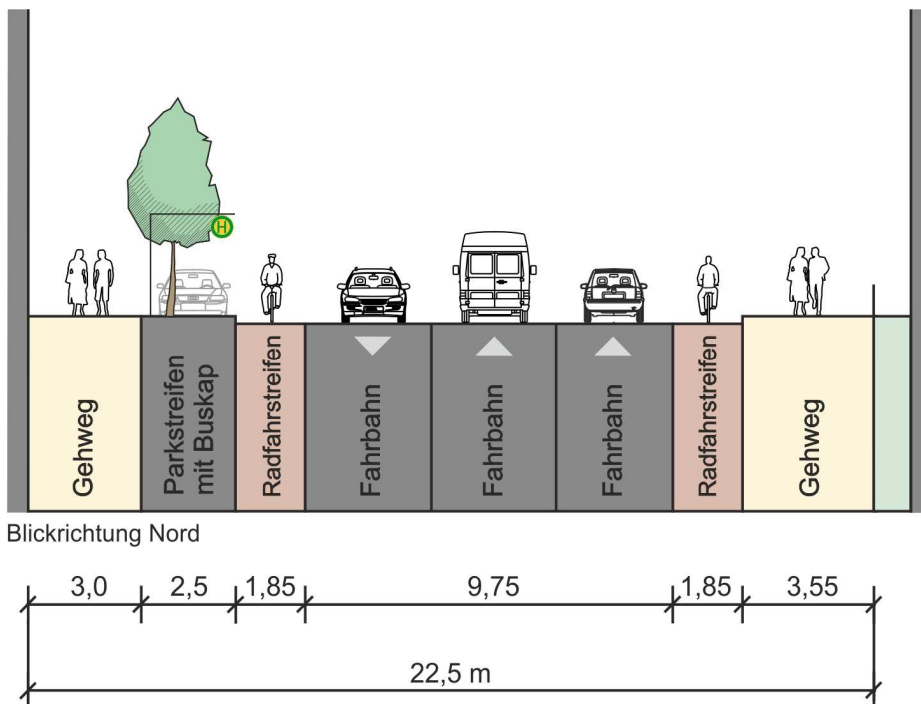 H
Gehweg
Parkstreifen
mit Buskap
Radfahrstreifen
Fahrbahn
Fahrbahn
Fahrbahn
Radfahrstreifen
Gehweg
Blickrichtung Nord
3,0 2,5 1,85 9,75 1,85 3,55
22,5 m